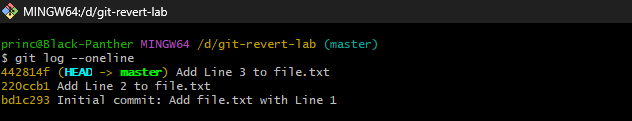 MINGW64:/d/git-revert-lab
princ@Black-Panther MINGW64 /d/git-revert-lab (master)
$ git log --oneline
442814f (HEAD -> master) Add Line 3 to file.txt
220ccb1 Add Line 2 to file.txt
bd1c293 Initial commit: Add file.txt with Line 1